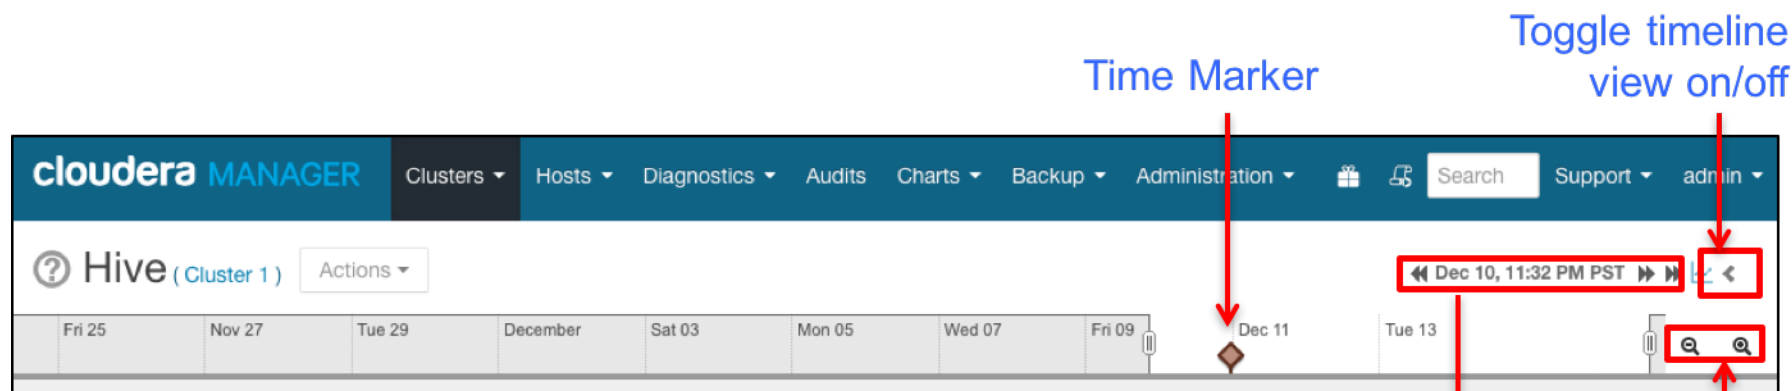 Toggle timeline
view on/off
Time Marker
cloudera MANAGER Clusters Hosts Diagnostics Audits Charts Backup Administration Search Support admin
Hive ( Cluster 1 ) Actions Dec 10, 11:32 PM PST
Fri 25 Nov 27 Tue 29 December Sat 03 Mon 05 Wed 07 Fri 09 Dec 11 Tue 13